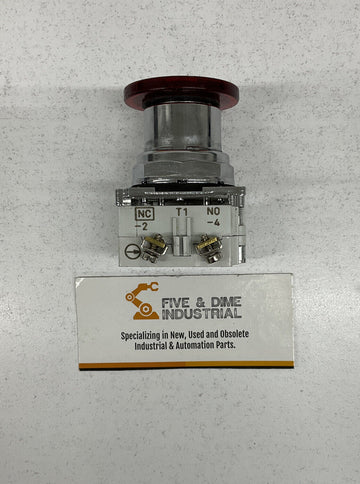 NC T1 NO
-2 -4
FIVE & DIME
INDUSTRIAL
Specializing in New, Used and Obsolete
Industrial & Automation Parts.